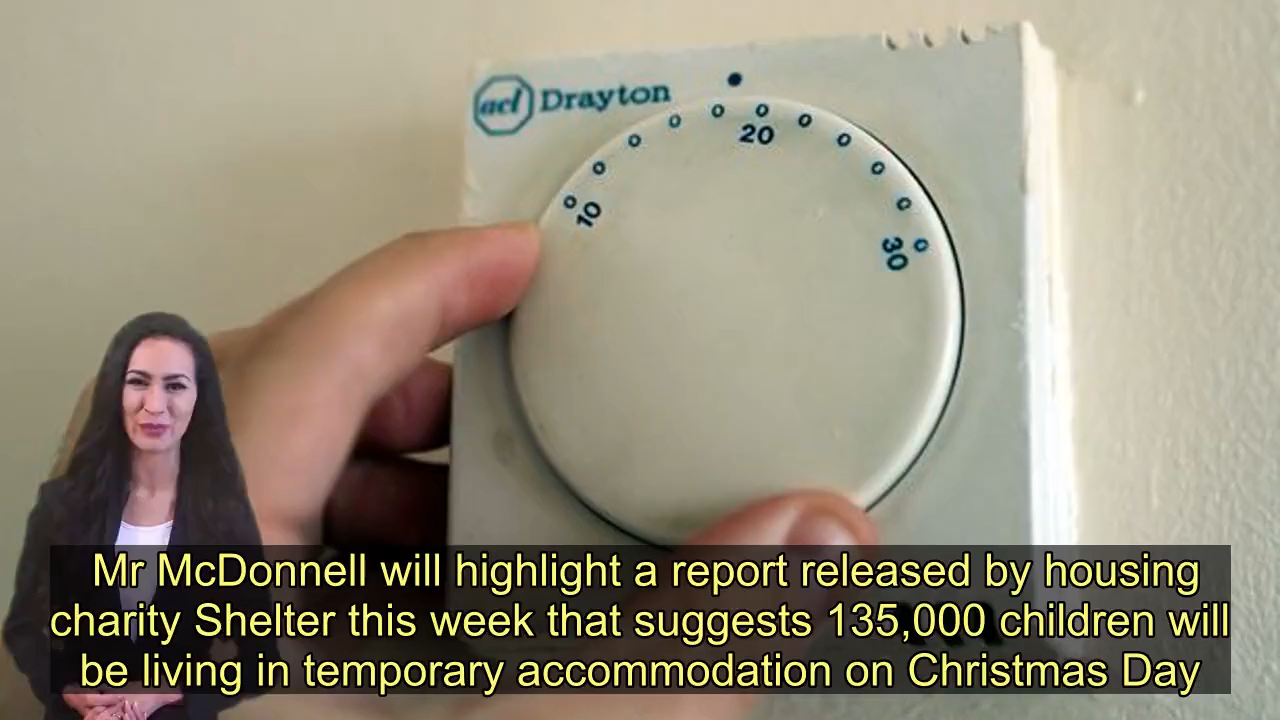 acl Drayton
10
20
30
Mr McDonnell will highlight a report released by housing
charity Shelter this week that suggests 135,000 children will
be living in temporary accommodation on Christmas Day